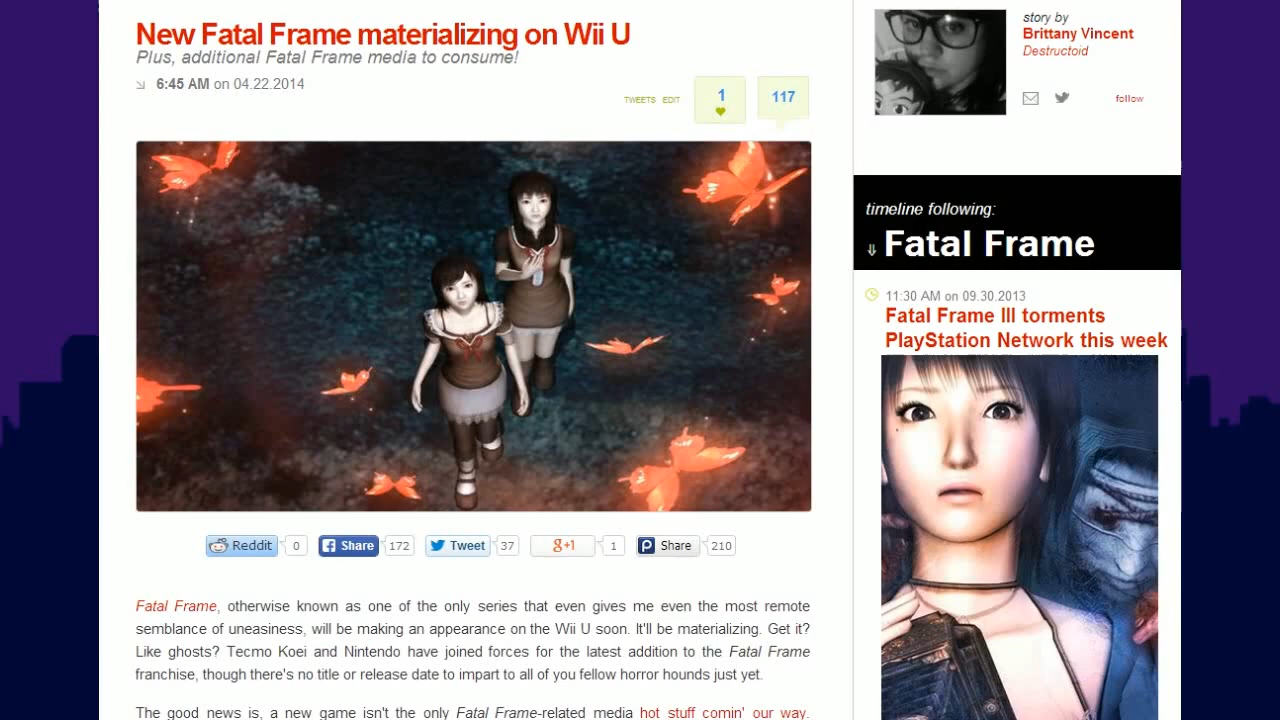 New Fatal Frame materializing on Wii U
Plus, additional Fatal Frame media to consume!
6:45 AM on 04.22.2014
TWEETS EDIT
1
117
Reddit 0
Share 172
Tweet 37
g+1 1
Share 210
Fatal Frame, otherwise known as one of the only series that even gives me even the most remote
semblance of uneasiness, will be making an appearance on the Wii U soon. It'll be materializing. Get it?
Like ghosts? Tecmo Koei and Nintendo have joined forces for the latest addition to the Fatal Frame
franchise, though there's no title or release date to impart to all of you fellow horror hounds just yet.
The good news is, a new game isn't the only Fatal Frame-related media hot stuff comin' our way.
story by
Brittany Vincent
Destructoid
follow
timeline following:
⇓ Fatal Frame
11:30 AM on 09.30.2013
Fatal Frame III torments
PlayStation Network this week